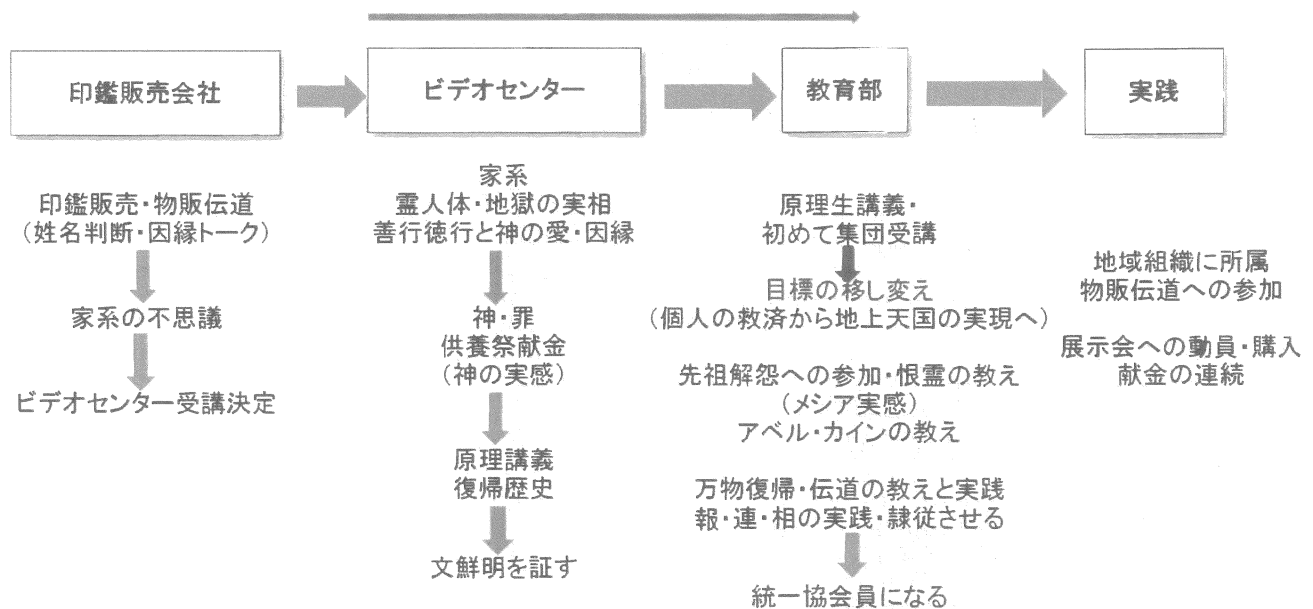 印鑑販売会社
ビデオセンター
教育部
実践
印鑑販売・物販伝道
(姓名判断・因縁トーク)
家系の不思議
ビデオセンター受講決定
家系
霊人体・地獄の実相
善行徳行と神の愛・因縁
神・罪
供養祭献金
(神の実感)
原理講義
復帰歴史
文鮮明を証す
原理生講義・
初めて集団受講
目標の移し変え
(個人の救済から地上天国の実現へ)
先祖解怨への参加・恨霊の教え
(メシア実感)
アベル・カインの教え
万物復帰・伝道の教えと実践
報・連・相の実践・隷従させる
統一協会員になる
地域組織に所属
物販伝道への参加
展示会への動員・購入
献金の連続